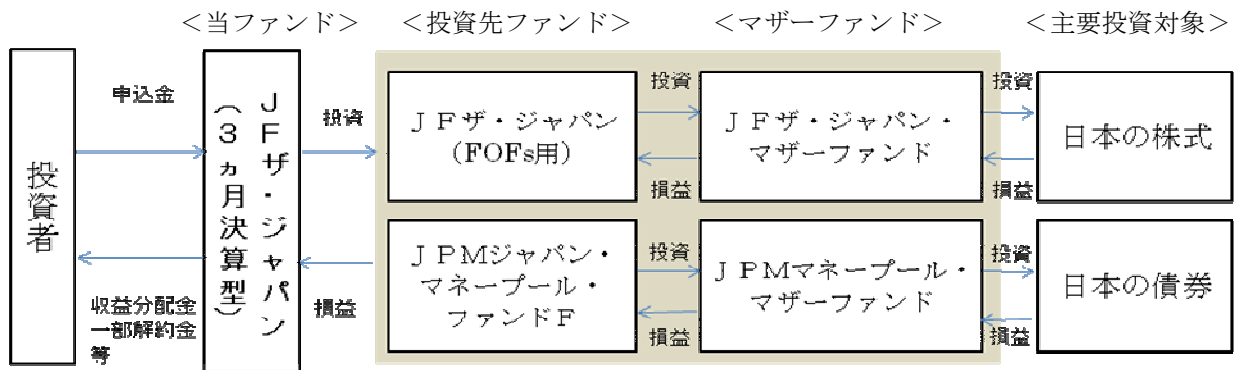 ＜当ファンド＞
＜投資先ファンド＞
＜マザーファンド＞
＜主要投資対象＞
投資者
申込金
収益分配金
一部解約金
等
ＪＦザ・ジャパン
（３ヵ月決算型）
投資
損益
ＪＦザ・ジャパン
（FOFs用）
投資
損益
ＪＦザ・ジャパン・
マザーファンド
投資
損益
日本の株式
ＪＰＭジャパン・
マネープール・
ファンドＦ
投資
損益
ＪＰＭマネープール・
マザーファンド
投資
損益
日本の債券